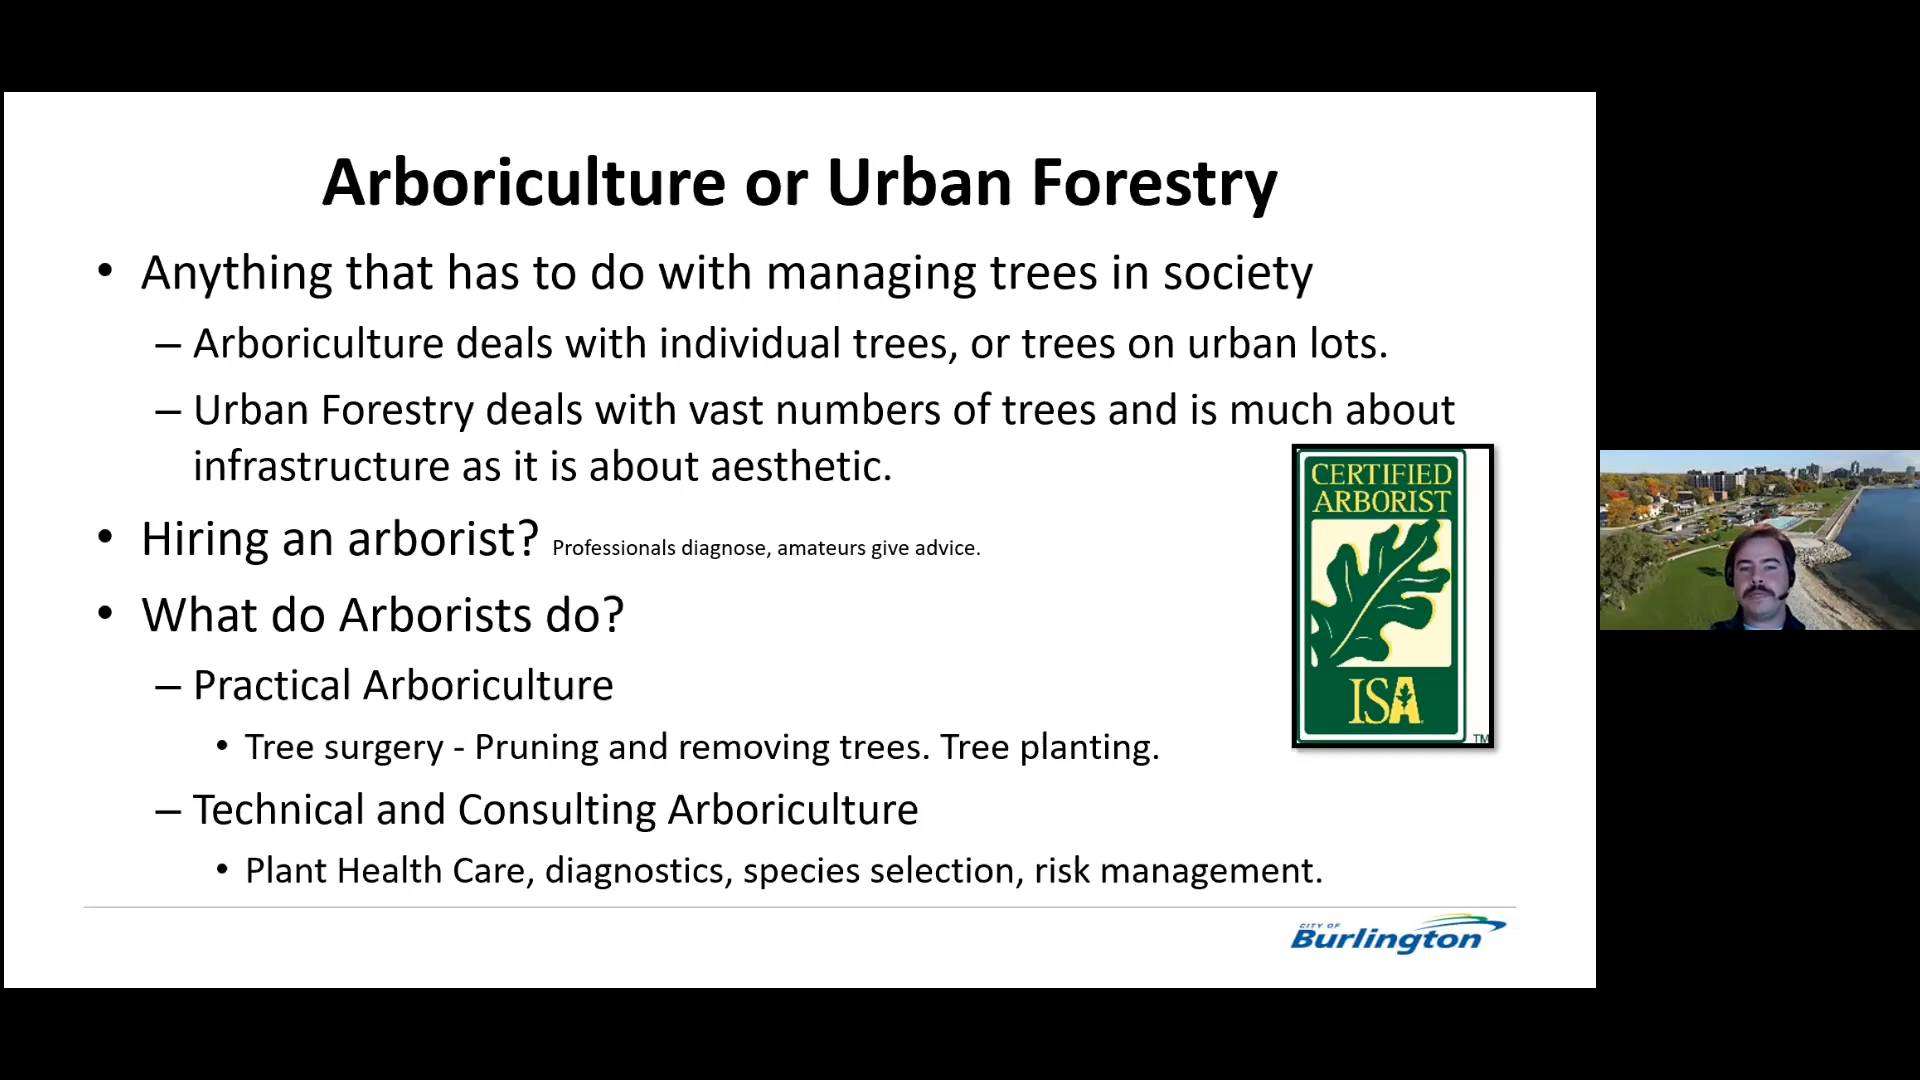 Arboriculture or Urban Forestry
• Anything that has to do with managing trees in society
– Arboriculture deals with individual trees, or trees on urban lots.
– Urban Forestry deals with vast numbers of trees and is much about
infrastructure as it is about aesthetic.
• Hiring an arborist? Professionals diagnose, amateurs give advice.
• What do Arborists do?
– Practical Arboriculture
• Tree surgery - Pruning and removing trees. Tree planting.
– Technical and Consulting Arboriculture
• Plant Health Care, diagnostics, species selection, risk management.
CERTIFIED
ARBORIST
ISA
TM
CITY OF
Burlington